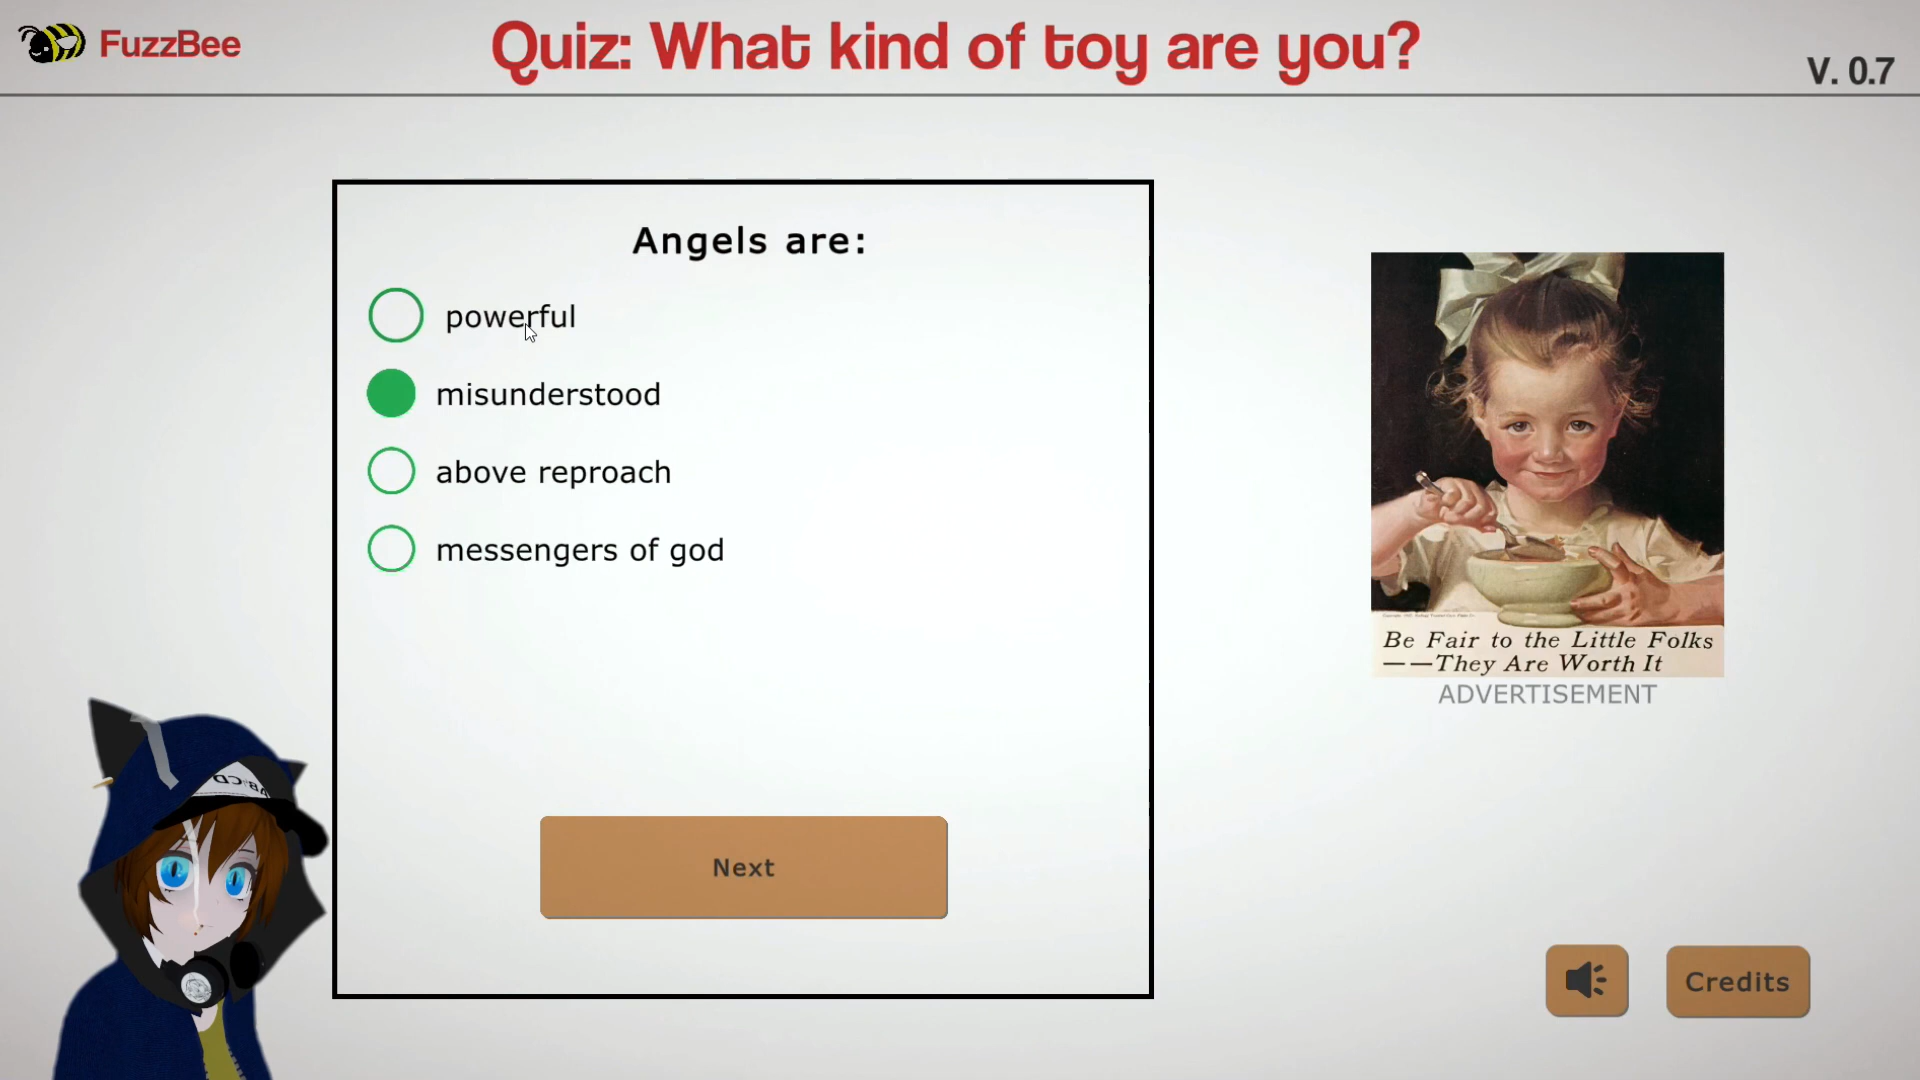 FuzzBee
Quiz: What kind of toy are you?
V. 0.7
Angels are:
powerful
misunderstood
above reproach
messengers of god
Next
Be Fair to the Little Folks
——They Are Worth It
ADVERTISEMENT
Credits